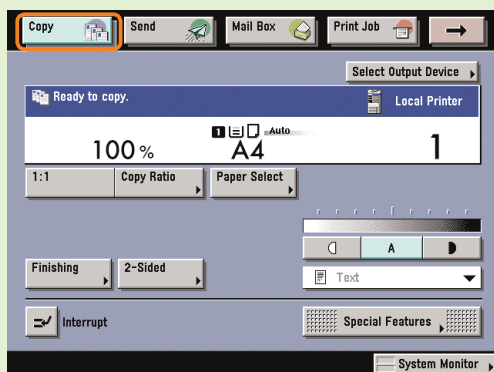 Copy Send Mail Box Print Job
Select Output Device
Ready to copy. Local Printer
100 % 1 Auto A4 1
1:1 Copy Ratio Paper Select
A
Finishing 2-Sided Text
Interrupt Special Features
System Monitor